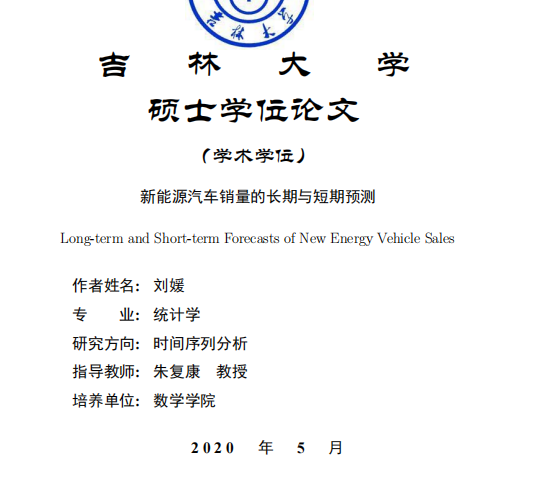 吉林大学
吉 林 大 学
硕士学位论文
（学术学位）
新能源汽车销量的长期与短期预测
Long-term and Short-term Forecasts of New Energy Vehicle Sales
作者姓名: 刘媛
专 业: 统计学
研究方向: 时间序列分析
指导教师: 朱复康 教授
培养单位: 数学学院
2020 年 5 月